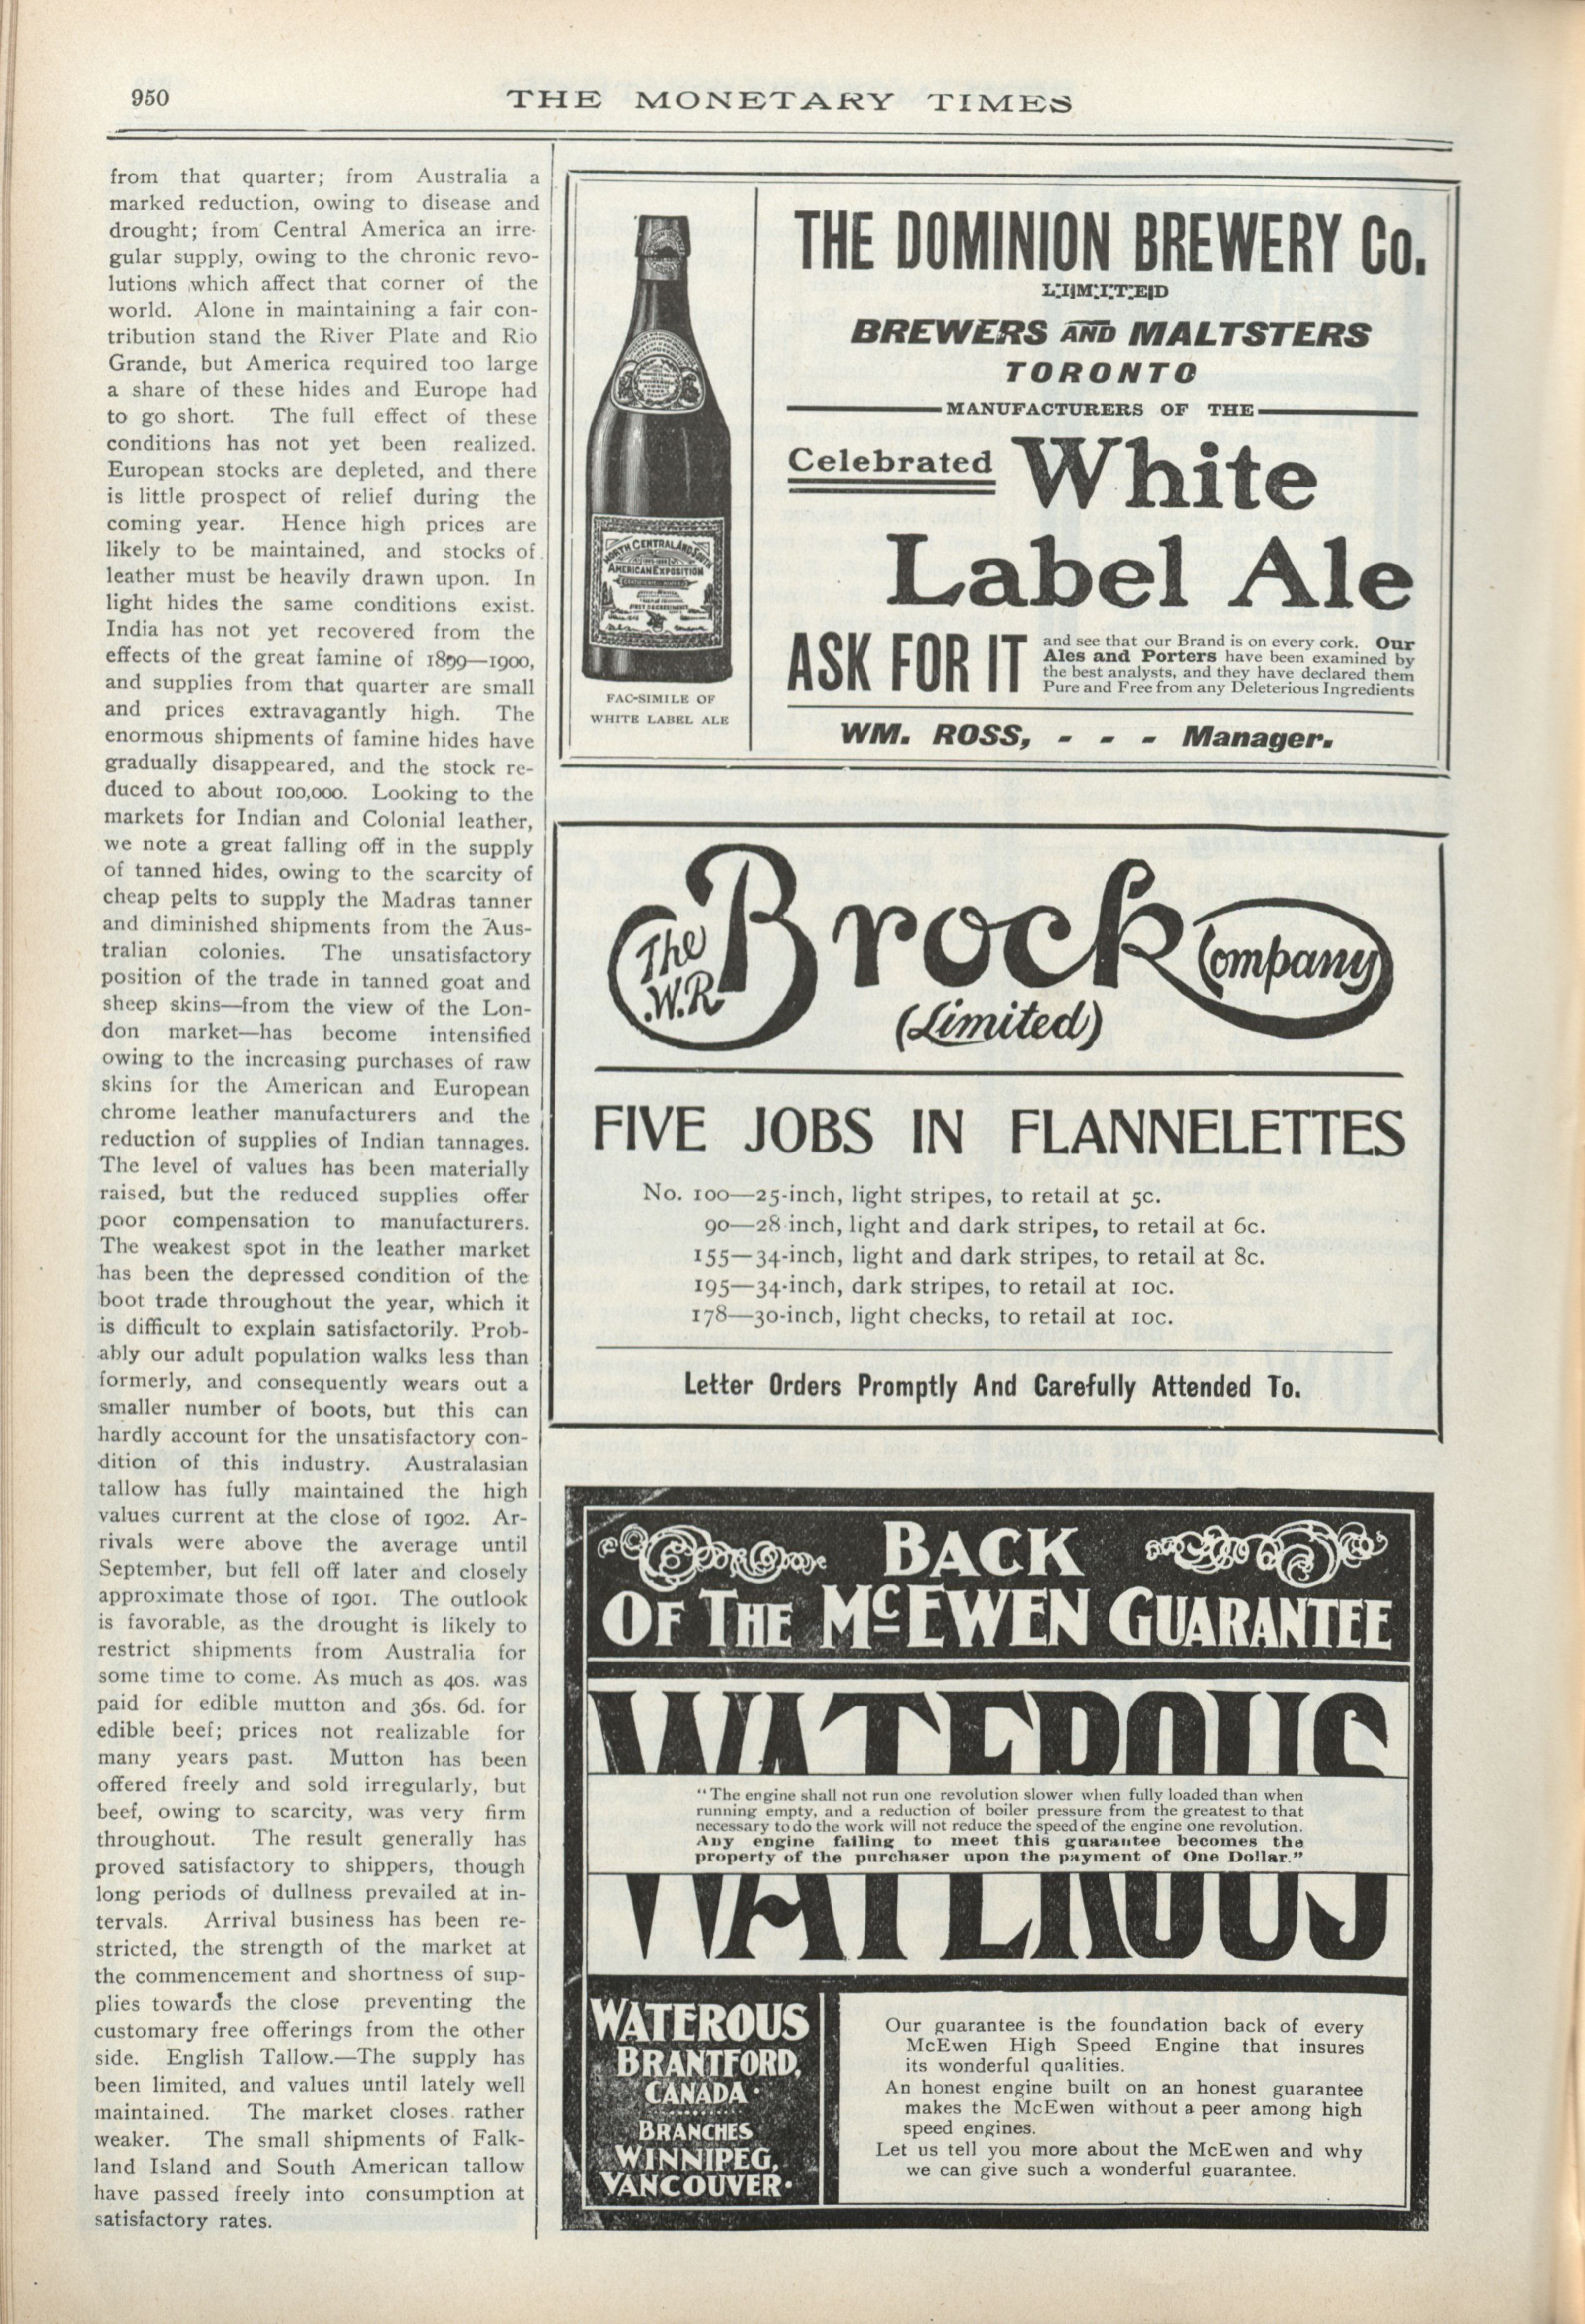 950
THE MONETARY TIMES
from that quarter; from Australia a
marked reduction, owing to disease and
drought; from Central America an irre-
gular supply, owing to the chronic revo-
lutions which affect that corner of the
world. Alone in maintaining a fair con-
tribution stand the River Plate and Rio
Grande, but America required too large
a share of these hides and Europe had
to go short. The full effect of these
conditions has not yet been realized.
European stocks are depleted, and there
is little prospect of relief during the
coming year. Hence high prices are
likely to be maintained, and stocks of
leather must be heavily drawn upon. In
light hides the same conditions exist.
India has not yet recovered from the
effects of the great famine of 1899—1900,
and supplies from that quarter are small
and prices extravagantly high. The
enormous shipments of famine hides have
gradually disappeared, and the stock re-
duced to about 100,000. Looking to the
markets for Indian and Colonial leather,
we note a great falling off in the supply
of tanned hides, owing to the scarcity of
cheap pelts to supply the Madras tanner
and diminished shipments from the Aus-
tralian colonies. The unsatisfactory
position of the trade in tanned goat and
sheep skins—from the view of the Lon-
don market—has become intensified
owing to the increasing purchases of raw
skins for the American and European
chrome leather manufacturers and the
reduction of supplies of Indian tannages.
The level of values has been materially
raised, but the reduced supplies offer
poor compensation to manufacturers.
The weakest spot in the leather market
has been the depressed condition of the
boot trade throughout the year, which it
is difficult to explain satisfactorily. Prob-
ably our adult population walks less than
formerly, and consequently wears out a
smaller number of boots, but this can
hardly account for the unsatisfactory con-
dition of this industry. Australasian
tallow has fully maintained the high
values current at the close of 1902. Ar-
rivals were above the average until
September, but fell off later and closely
approximate those of 1901. The outlook
is favorable, as the drought is likely to
restrict shipments from Australia for
some time to come. As much as 40s. was
paid for edible mutton and 36s. 6d. for
edible beef; prices not realizable for
many years past. Mutton has been
offered freely and sold irregularly, but
beef, owing to scarcity, was very firm
throughout. The result generally has
proved satisfactory to shippers, though
long periods of dullness prevailed at in-
tervals. Arrival business has been re-
stricted, the strength of the market at
the commencement and shortness of sup-
plies towards the close preventing the
customary free offerings from the other
side. English Tallow.—The supply has
been limited, and values until lately well
maintained. The market closes rather
weaker. The small shipments of Falk-
land Island and South American tallow
have passed freely into consumption at
satisfactory rates.
NORTH CENTRAL AND SOUTH
AMERICAN EXPOSITION
FAC-SIMILE OF
WHITE LABEL ALE
THE DOMINION BREWERY Co.
LIMITED
BREWERS AND MALTSTERS
TORONTO
MANUFACTURERS OF THE
Celebrated White
Label Ale
ASK FOR IT and see that our Brand is on every cork. Our
Ales and Porters have been examined by
the best analysts, and they have declared them
Pure and Free from any Deleterious Ingredients
WM. ROSS, - - - Manager.
The W.R. Brock Company
(Limited)
FIVE JOBS IN FLANNELETTES
No. 100—25-inch, light stripes, to retail at 5c.
90—28-inch, light and dark stripes, to retail at 6c.
155—34-inch, light and dark stripes, to retail at 8c.
195—34-inch, dark stripes, to retail at 10c.
178—30-inch, light checks, to retail at 10c.
Letter Orders Promptly And Carefully Attended To.
BACK
OF THE McEWEN GUARANTEE
WATEROUS
"The engine shall not run one revolution slower when fully loaded than when
running empty, and a reduction of boiler pressure from the greatest to that
necessary to do the work will not reduce the speed of the engine one revolution.
Any engine failing to meet this guarantee becomes the
property of the purchaser upon the payment of One Dollar."
WATEROUS
WATEROUS
BRANTFORD,
CANADA.
BRANCHES
WINNIPEG,
VANCOUVER.
Our guarantee is the foundation back of every
McEwen High Speed Engine that insures
its wonderful qualities.
An honest engine built on an honest guarantee
makes the McEwen without a peer among high
speed engines.
Let us tell you more about the McEwen and why
we can give such a wonderful guarantee.